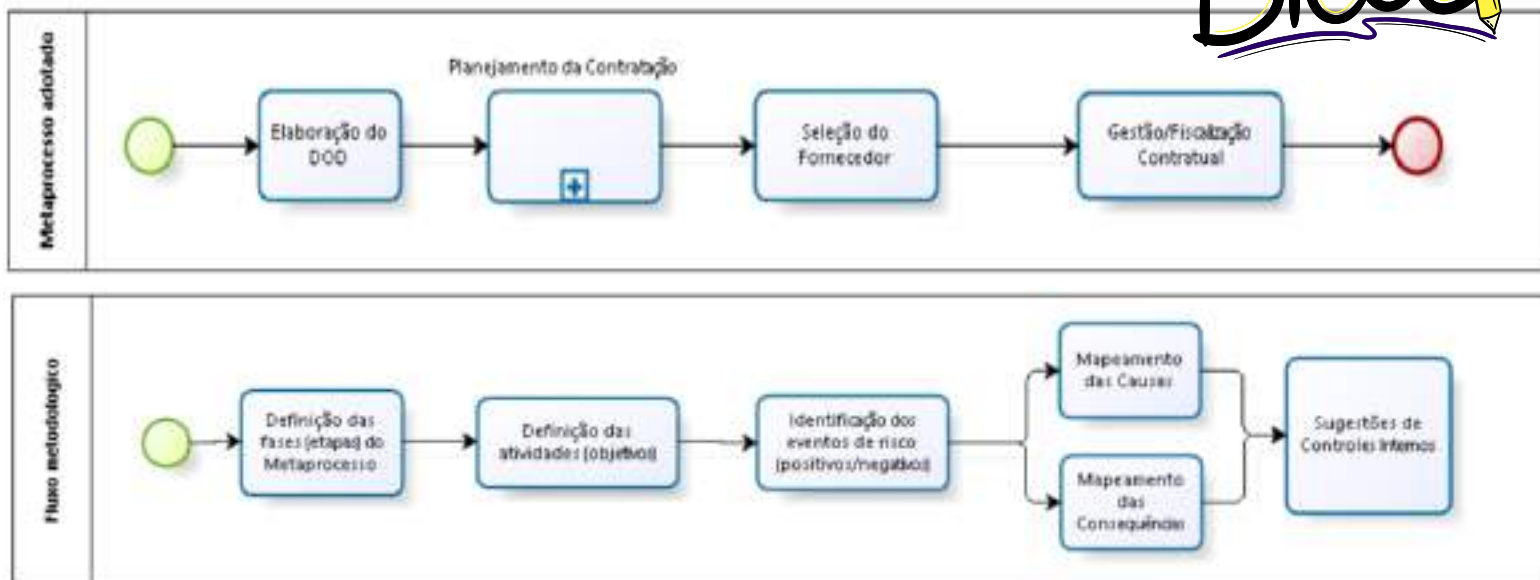 Metaprocesso adotado
Planejamento da Contratação
Elaboração do
DOD
Seleção do
Fornecedor
Gestão/Fiscalização
Contratual
Fluxo metodologico
Definição das
fases (etapas) do
Metaprocesso
Definição das
atividades (objetivos)
Identificação dos
eventos de risco
(positivos/negativos)
Mapeamento
das Causas
Mapeamento
das
Consequências
Sugestões de
Controles Internos